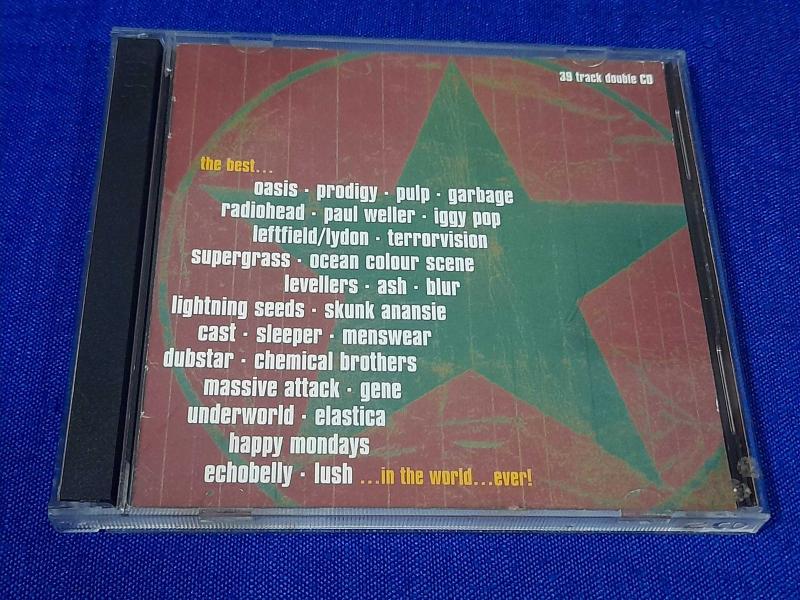 39 track double CD
the best...
oasis · prodigy · pulp · garbage
radiohead · paul weller · iggy pop
leftfield/lydon · terrorvision
supergrass · ocean colour scene
levellers · ash · blur
lightning seeds · skunk anansie
cast · sleeper · menswear
dubstar · chemical brothers
massive attack · gene
underworld · elastica
happy mondays
echobelly · lush ...in the world...ever!